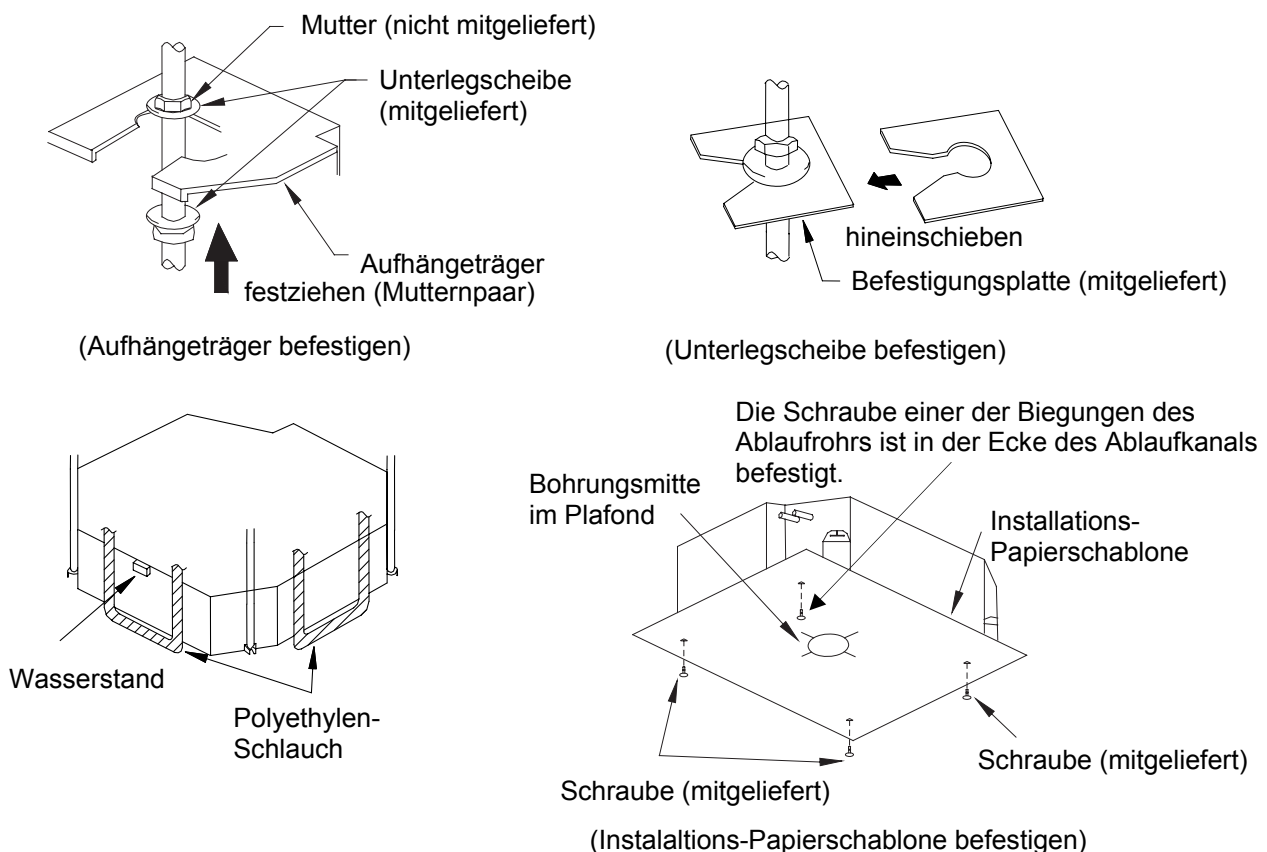 Mutter (nicht mitgeliefert)
Unterlegscheibe
(mitgeliefert)
Aufhängeträger
festziehen (Mutternpaar)
(Aufhängeträger befestigen)
hineinschieben
Befestigungsplatte (mitgeliefert)
(Unterlegscheibe befestigen)
Wasserstand
Polyethylen-
Schlauch
Die Schraube einer der Biegungen des
Ablaufrohrs ist in der Ecke des Ablaufkanals
befestigt.
Bohrungsmitte
im Plafond
Installations-
Papierschablone
Schraube (mitgeliefert)
Schraube (mitgeliefert)
(Instalaltions-Papierschablone befestigen)